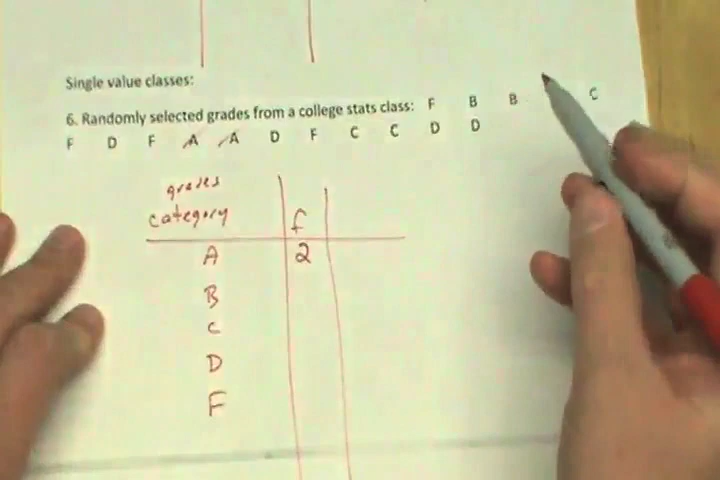 Single value classes:
6. Randomly selected grades from a college stats class: F B B C
F D F A A D F C C D D
grades
category f
A 2
B
C
D
F